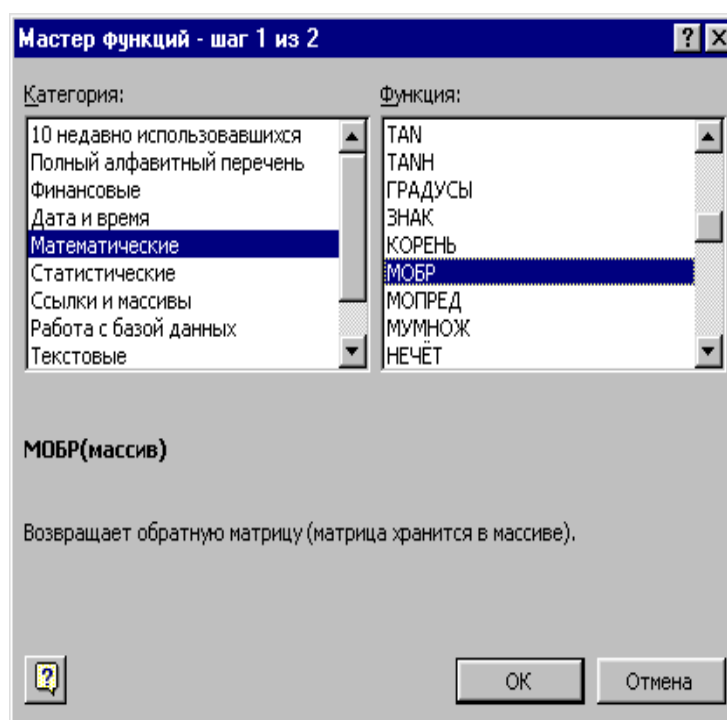 Мастер функций - шаг 1 из 2
Категория:
10 недавно использовавшихся
Полный алфавитный перечень
Финансовые
Дата и время
Математические
Статистические
Ссылки и массивы
Работа с базой данных
Текстовые
Функция:
TAN
TANH
ГРАДУСЫ
ЗНАК
КОРЕНЬ
МОБР
МОПРЕД
МУМНОЖ
НЕЧЁТ
МОБР(массив)
Возвращает обратную матрицу (матрица хранится в массиве).
OK
Отмена